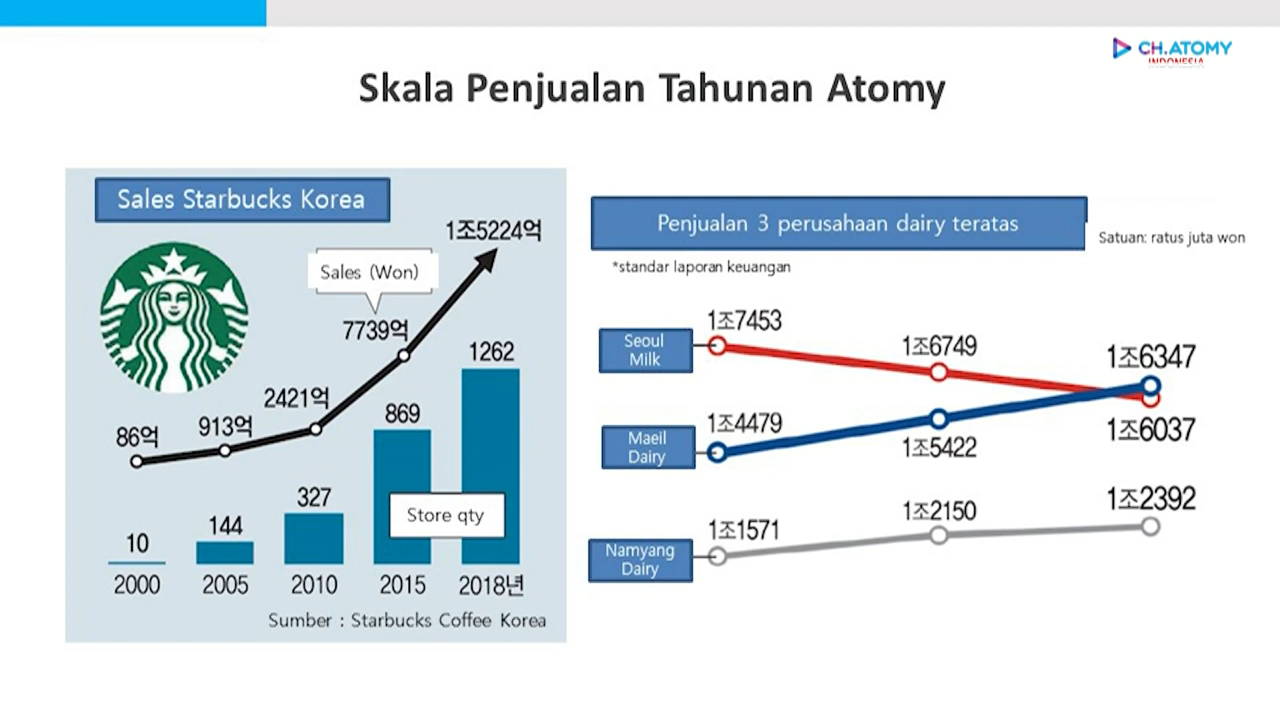 CH.ATOMY
INDONESIA
Skala Penjualan Tahunan Atomy
Sales Starbucks Korea
1조5224억
Sales (Won)
7739억
2421억
913억
86억
1262
869
327
144
10
Store qty
2000
2005
2010
2015
2018년
Sumber : Starbucks Coffee Korea
Penjualan 3 perusahaan dairy teratas
Satuan: ratus juta won
*standar laporan keuangan
Seoul
Milk
1조7453
1조6749
1조6347
Maeil
Dairy
1조4479
1조5422
1조6037
Namyang
Dairy
1조1571
1조2150
1조2392